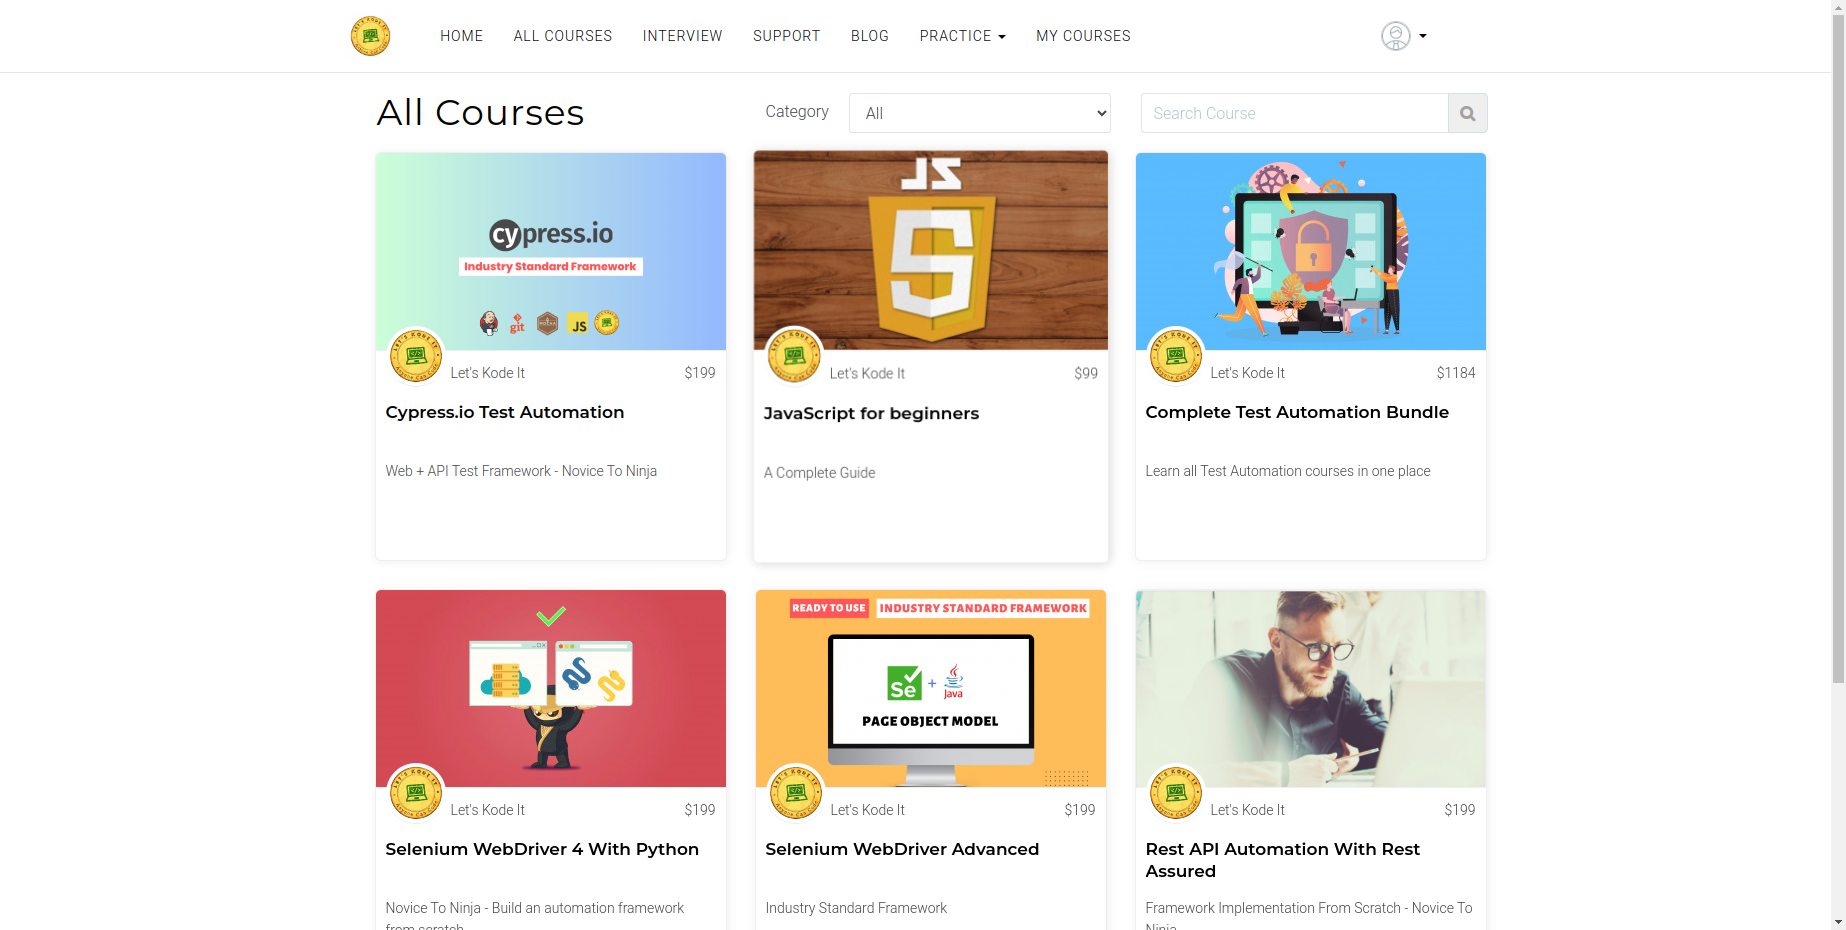 HOME
ALL COURSES
INTERVIEW
SUPPORT
BLOG
PRACTICE
MY COURSES
All Courses
Category
All
Search Course
cypress.io
Industry Standard Framework
git
JS
Let's Kode It
$199
Cypress.io Test Automation
Web + API Test Framework - Novice To Ninja
JS
5
Let's Kode It
$99
JavaScript for beginners
A Complete Guide
Let's Kode It
$1184
Complete Test Automation Bundle
Learn all Test Automation courses in one place
Let's Kode It
$199
Selenium WebDriver 4 With Python
Novice To Ninja - Build an automation framework
from scratch
READY TO USE
INDUSTRY STANDARD FRAMEWORK
Se + Java
PAGE OBJECT MODEL
Let's Kode It
$199
Selenium WebDriver Advanced
Industry Standard Framework
Let's Kode It
$199
Rest API Automation With Rest
Assured
Framework Implementation From Scratch - Novice To
Ninja